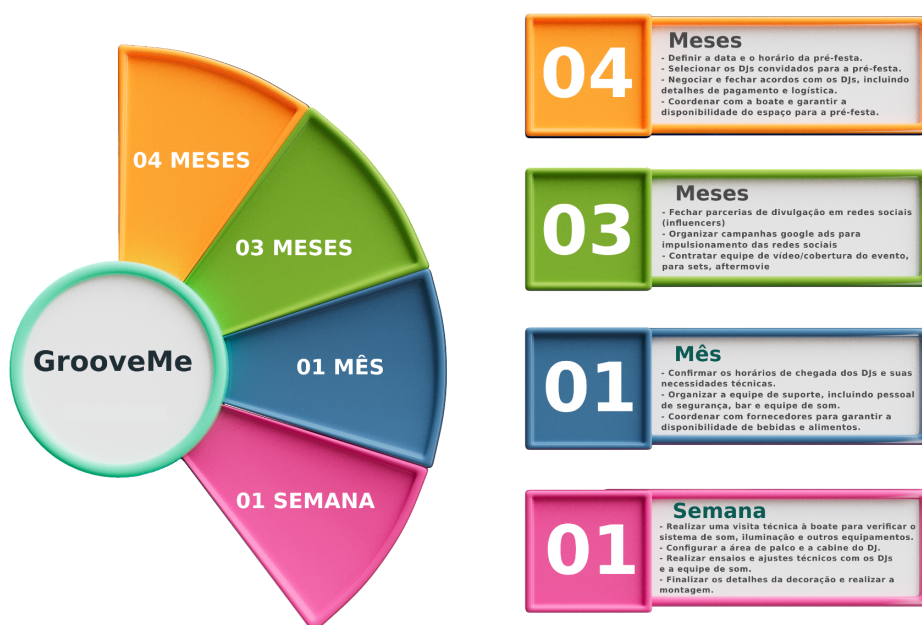 04 MESES
03 MESES
GrooveMe
01 MÊS
01 SEMANA
04
Meses
- Definir a data e o horário da pré-festa.
- Selecionar os DJs convidados para a pré-festa.
- Negociar e fechar acordos com os DJs, incluindo
detalhes de pagamento e logística.
- Coordenar com a boate e garantir a
disponibilidade do espaço para a pré-festa.
03
Meses
- Fechar parcerias de divulgação em redes sociais
(influencers)
- Organizar campanhas google ads para
impulsionamento das redes sociais
- Contratar equipe de vídeo/cobertura do evento,
para sets, aftermovie
01
Mês
- Confirmar os horários de chegada dos DJs e suas
necessidades técnicas.
- Organizar a equipe de suporte, incluindo pessoal
de segurança, bar e equipe de som.
- Coordenar com fornecedores para garantir a
disponibilidade de bebidas e alimentos.
01
Semana
- Realizar uma visita técnica à boate para verificar o
sistema de som, iluminação e outros equipamentos.
- Configurar a área de palco e a cabine do DJ.
- Realizar ensaios e ajustes técnicos com os DJs
e a equipe de som.
- Finalizar os detalhes da decoração e realizar a
montagem.